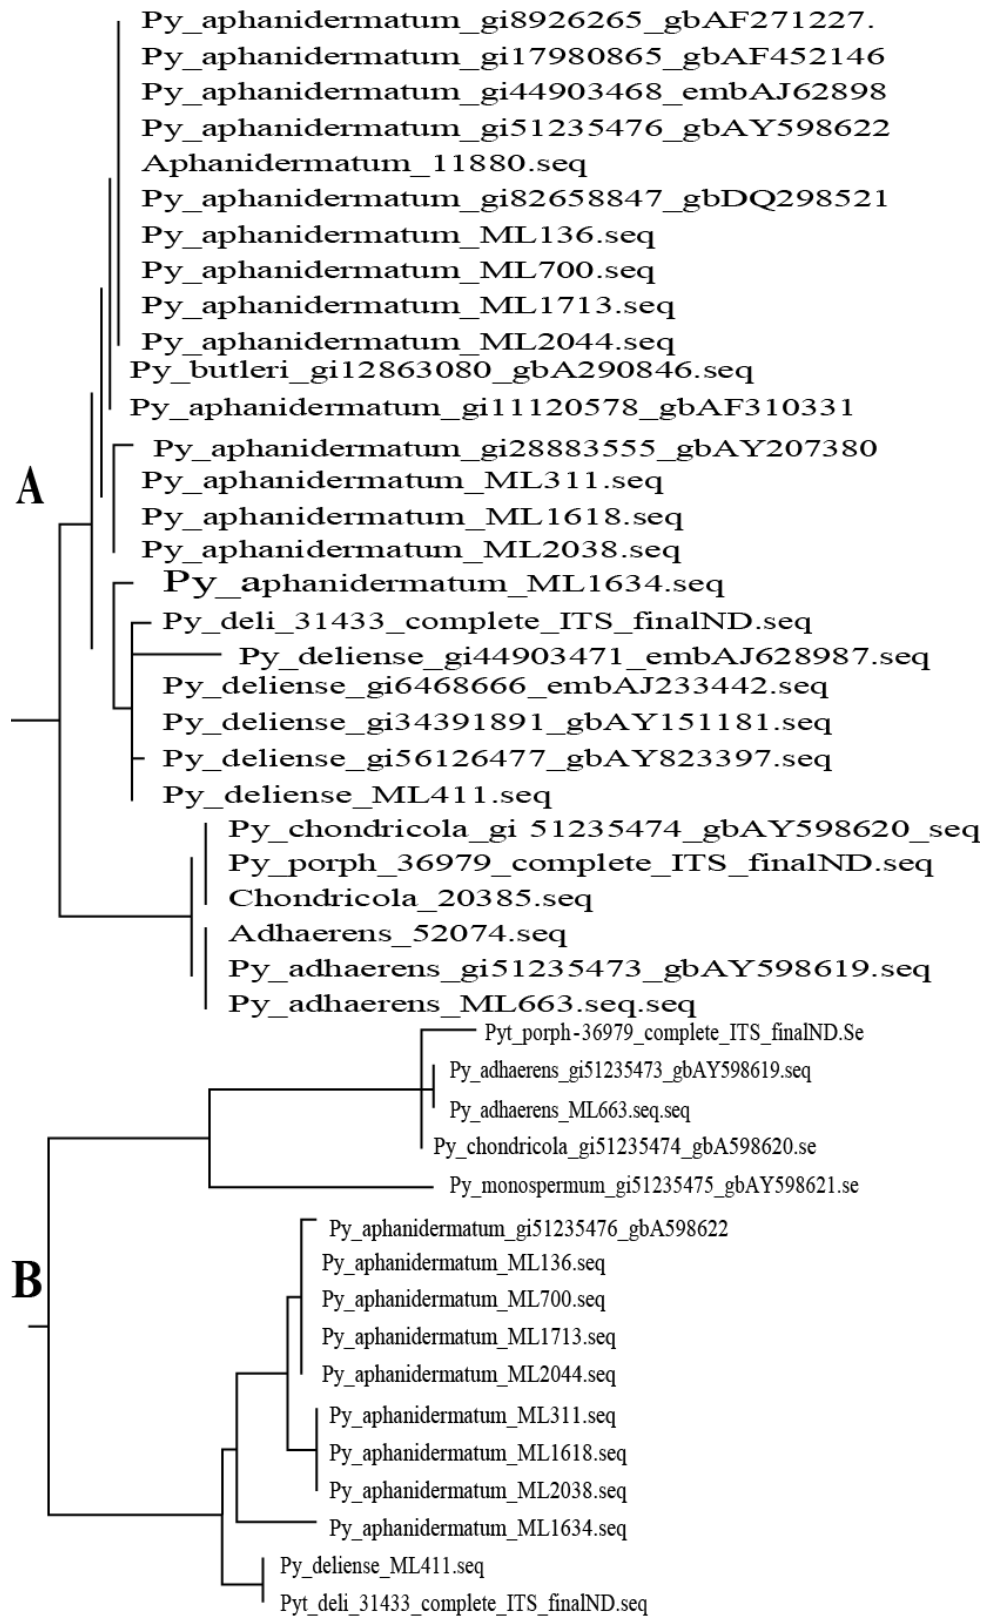 Py_aphanidermatum_gi8926265_gbAF271227.
Py_aphanidermatum_gi17980865_gbAF452146
Py_aphanidermatum_gi44903468_embAJ62898
Py_aphanidermatum_gi51235476_gbAY598622
Aphanidermatum_11880.seq
Py_aphanidermatum_gi82658847_gbDQ298521
Py_aphanidermatum_ML136.seq
Py_aphanidermatum_ML700.seq
Py_aphanidermatum_ML1713.seq
Py_aphanidermatum_ML2044.seq
Py_butleri_gi12863080_gbA290846.seq
Py_aphanidermatum_gi11120578_gbAF310331
Py_aphanidermatum_gi28883555_gbAY207380
A
Py_aphanidermatum_ML311.seq
Py_aphanidermatum_ML1618.seq
Py_aphanidermatum_ML2038.seq
Py_aphanidermatum_ML1634.seq
Py_deli_31433_complete_ITS_finalND.seq
Py_deliense_gi44903471_embAJ628987.seq
Py_deliense_gi6468666_embAJ233442.seq
Py_deliense_gi34391891_gbAY151181.seq
Py_deliense_gi56126477_gbAY823397.seq
Py_deliense_ML411.seq
Py_chondricola_gi 51235474_gbAY598620_seq
Py_porph_36979_complete_ITS_finalND.seq
Chondricola_20385.seq
Adhaerens_52074.seq
Py_adhaerens_gi51235473_gbAY598619.seq
Py_adhaerens_ML663.seq.seq
Pyt_porph-36979_complete_ITS_finalND.Se
Py_adhaerens_gi51235473_gbAY598619.seq
Py_adhaerens_ML663.seq.seq
Py_chondricola_gi51235474_gbA598620.se
Py_monospermum_gi51235475_gbAY598621.se
Py_aphanidermatum_gi51235476_gbA598622
Py_aphanidermatum_ML136.seq
B
Py_aphanidermatum_ML700.seq
Py_aphanidermatum_ML1713.seq
Py_aphanidermatum_ML2044.seq
Py_aphanidermatum_ML311.seq
Py_aphanidermatum_ML1618.seq
Py_aphanidermatum_ML2038.seq
Py_aphanidermatum_ML1634.seq
Py_deliense_ML411.seq
Pyt_deli_31433_complete_ITS_finalND.seq